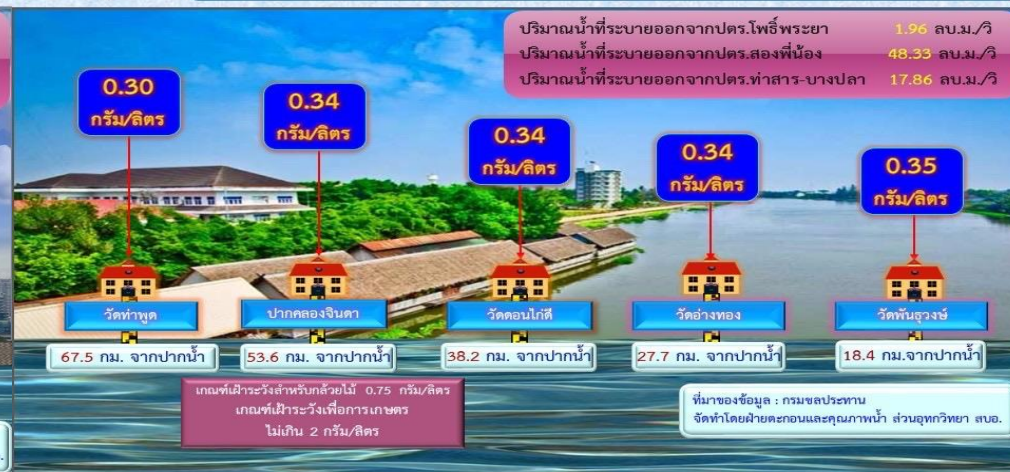 ปริมาณน้ำที่ระบายออกจากปตร.โพธิ์พระยา 1.96 ลบ.ม./วิ
ปริมาณน้ำที่ระบายออกจากปตร.สองพี่น้อง 48.33 ลบ.ม./วิ
ปริมาณน้ำที่ระบายออกจากปตร.ท่าสาร-บางปลา 17.86 ลบ.ม./วิ
0.30
กรัม/ลิตร
0.34
กรัม/ลิตร
0.34
กรัม/ลิตร
0.34
กรัม/ลิตร
0.35
กรัม/ลิตร
วัดท่าพูด
ปากคลองจินดา
วัดดอนไก่ดี
วัดอ่างทอง
วัดพันธุวงษ์
67.5 กม. จากปากน้ำ
53.6 กม. จากปากน้ำ
38.2 กม. จากปากน้ำ
27.7 กม. จากปากน้ำ
18.4 กม.จากปากน้ำ
เกณฑ์เฝ้าระวังสำหรับกล้วยไม้ 0.75 กรัม/ลิตร
เกณฑ์เฝ้าระวังเพื่อการเกษตร
ไม่เกิน 2 กรัม/ลิตร
ที่มาของข้อมูล : กรมชลประทาน
จัดทำโดยฝ่ายตะกอนและคุณภาพน้ำ ส่วนอุทกวิทยา สบอ.